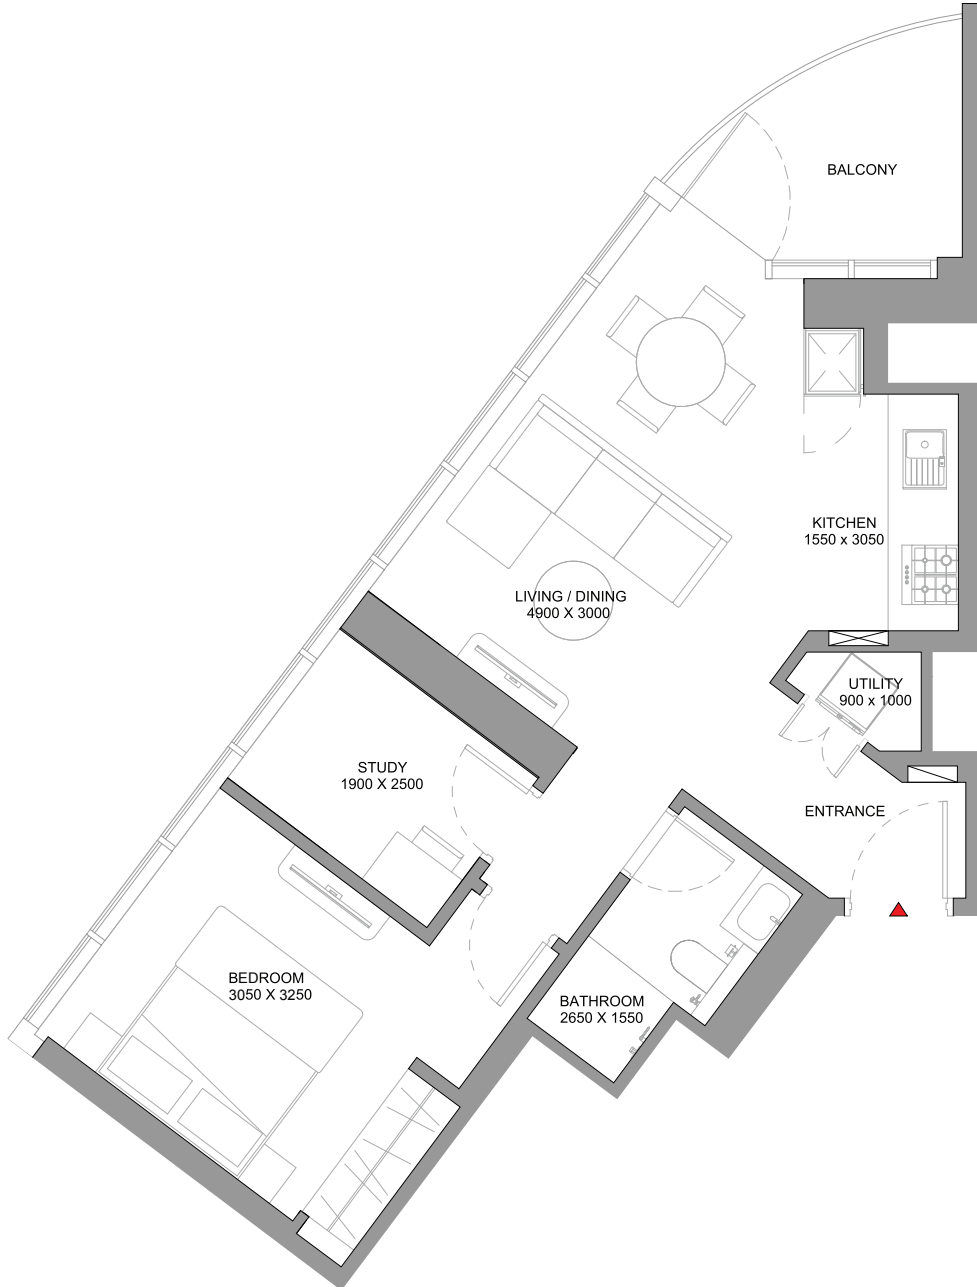 BALCONY
KITCHEN
1550 x 3050
LIVING / DINING
4900 X 3000
UTILITY
900 x 1000
STUDY
1900 X 2500
ENTRANCE
BEDROOM
3050 X 3250
BATHROOM
2650 X 1550